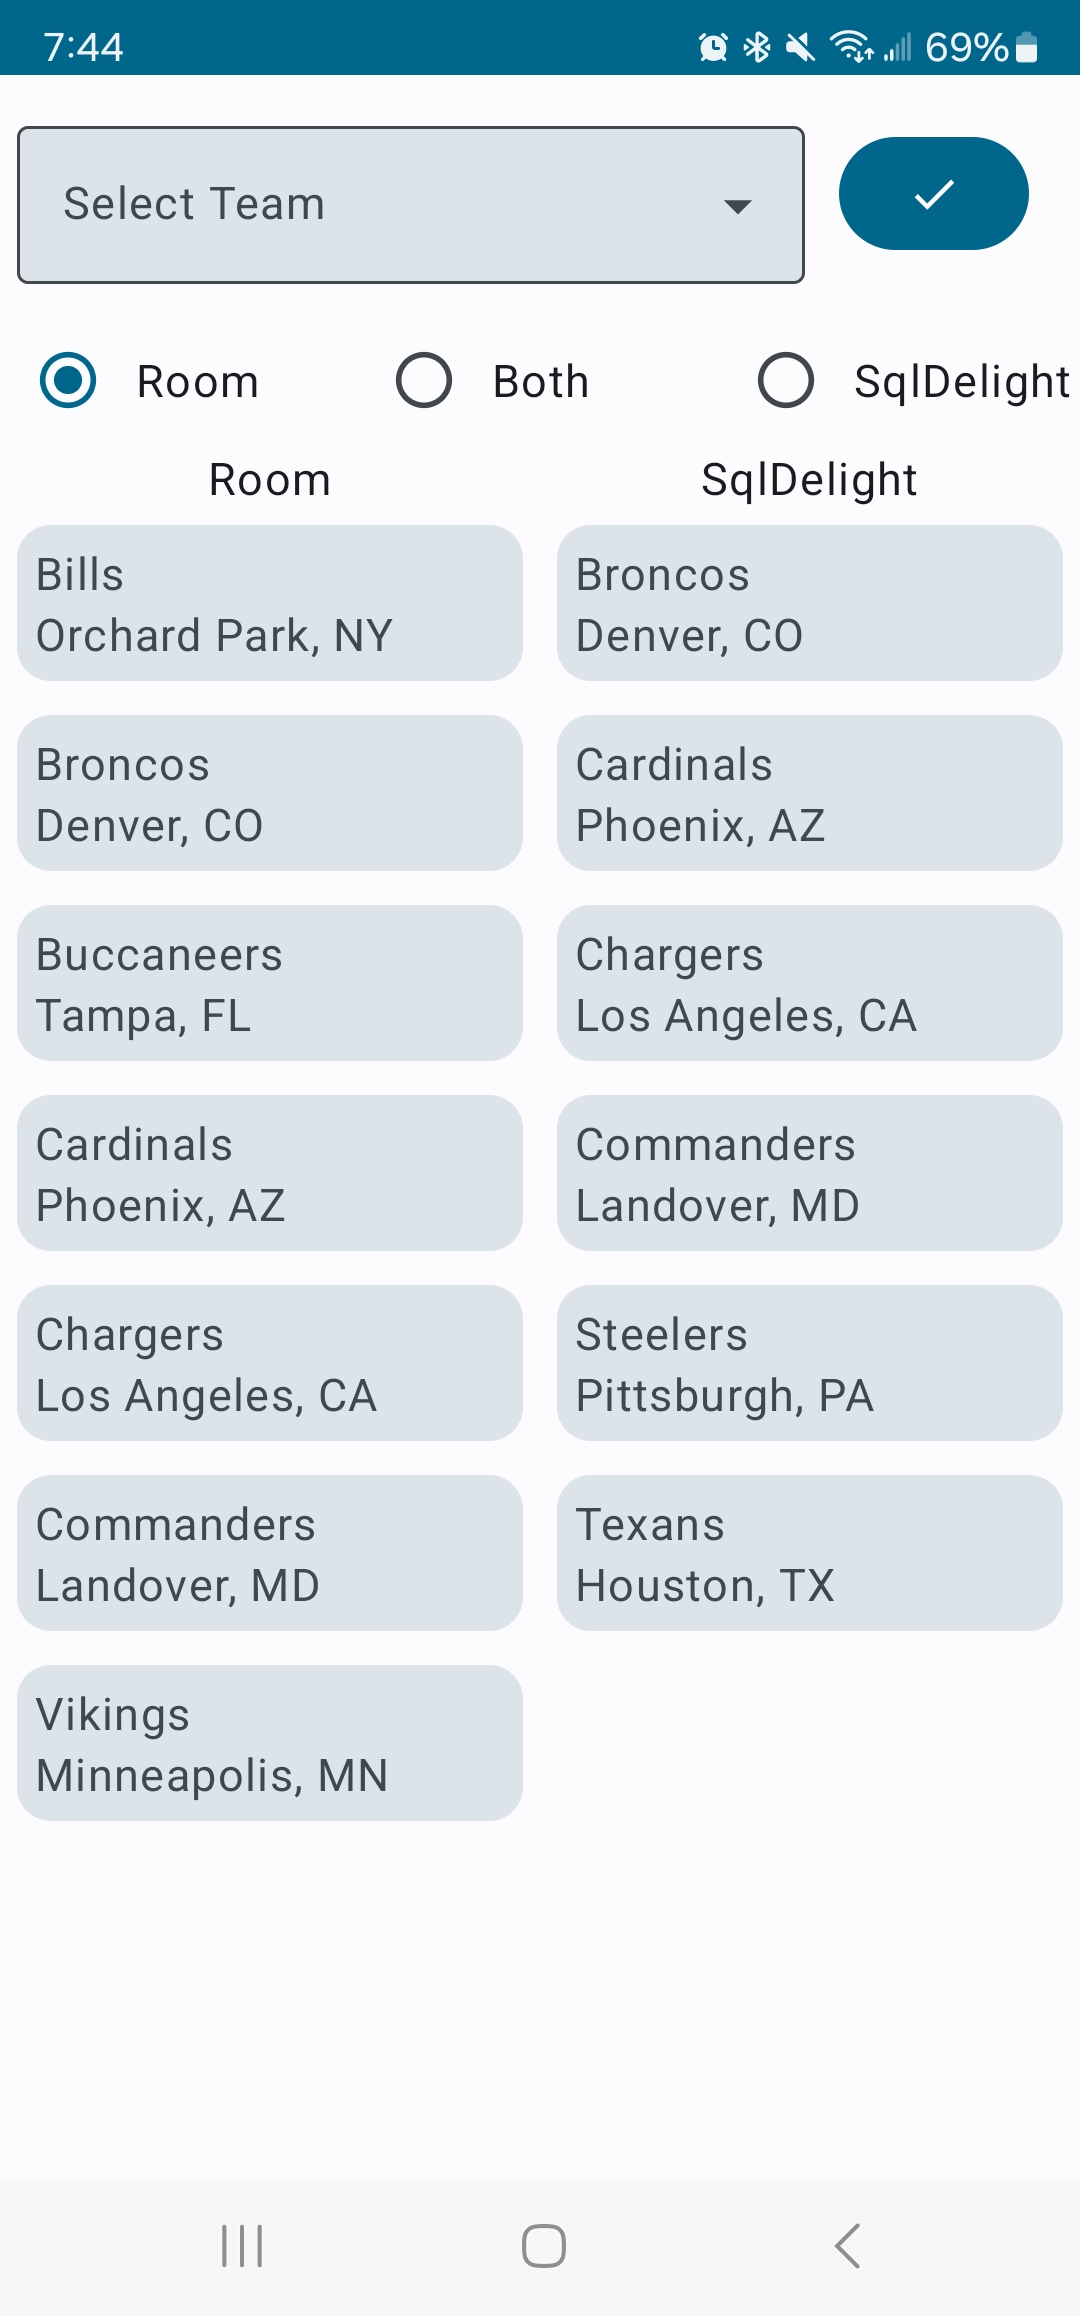 7:44
69%
Select Team
Room
Both
SqlDelight
Room
SqlDelight
Bills
Orchard Park, NY
Broncos
Denver, CO
Buccaneers
Tampa, FL
Cardinals
Phoenix, AZ
Chargers
Los Angeles, CA
Commanders
Landover, MD
Vikings
Minneapolis, MN
Broncos
Denver, CO
Cardinals
Phoenix, AZ
Chargers
Los Angeles, CA
Commanders
Landover, MD
Steelers
Pittsburgh, PA
Texans
Houston, TX